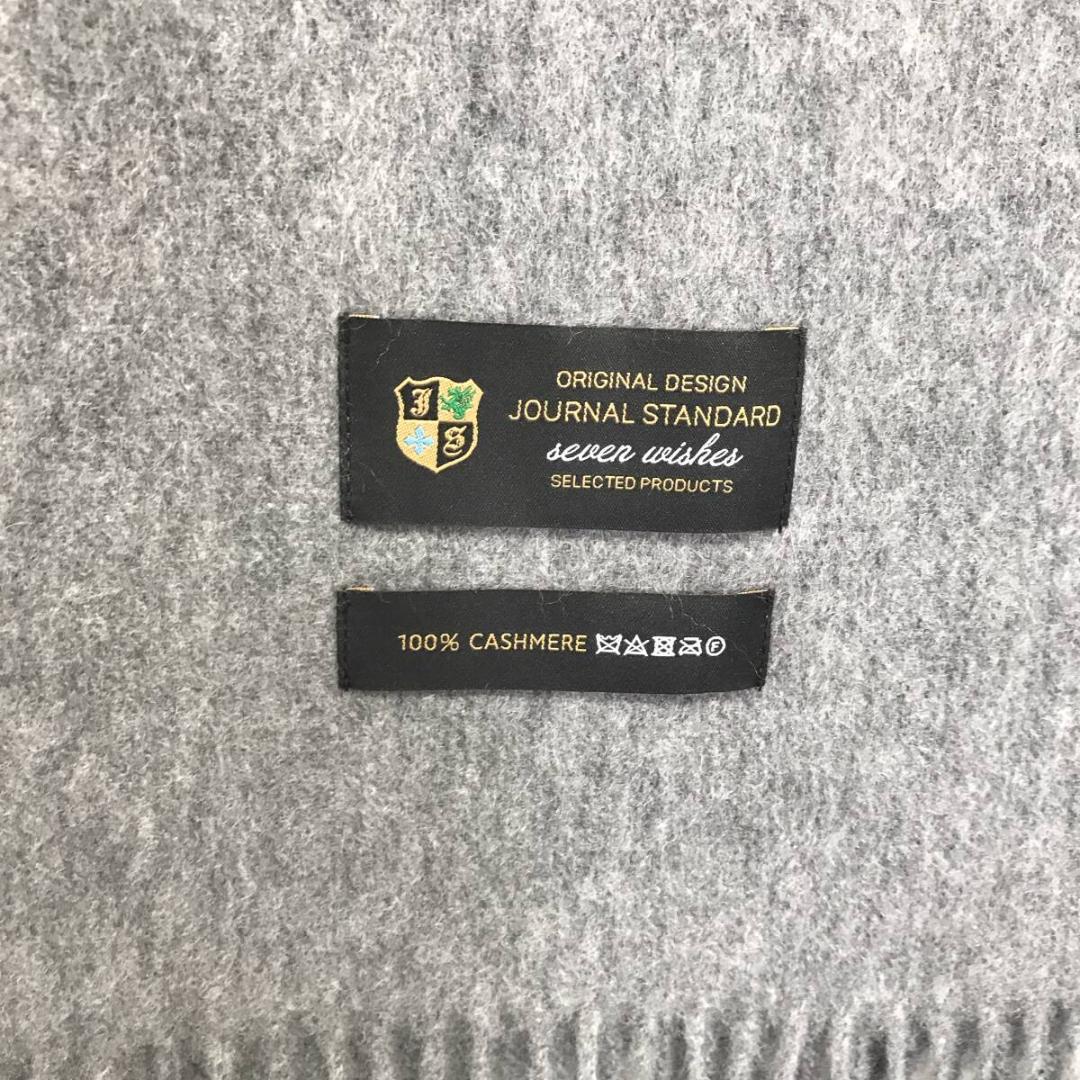 J
S
ORIGINAL DESIGN
JOURNAL STANDARD
seven wishes
SELECTED PRODUCTS
100% CASHMERE Ⓕ